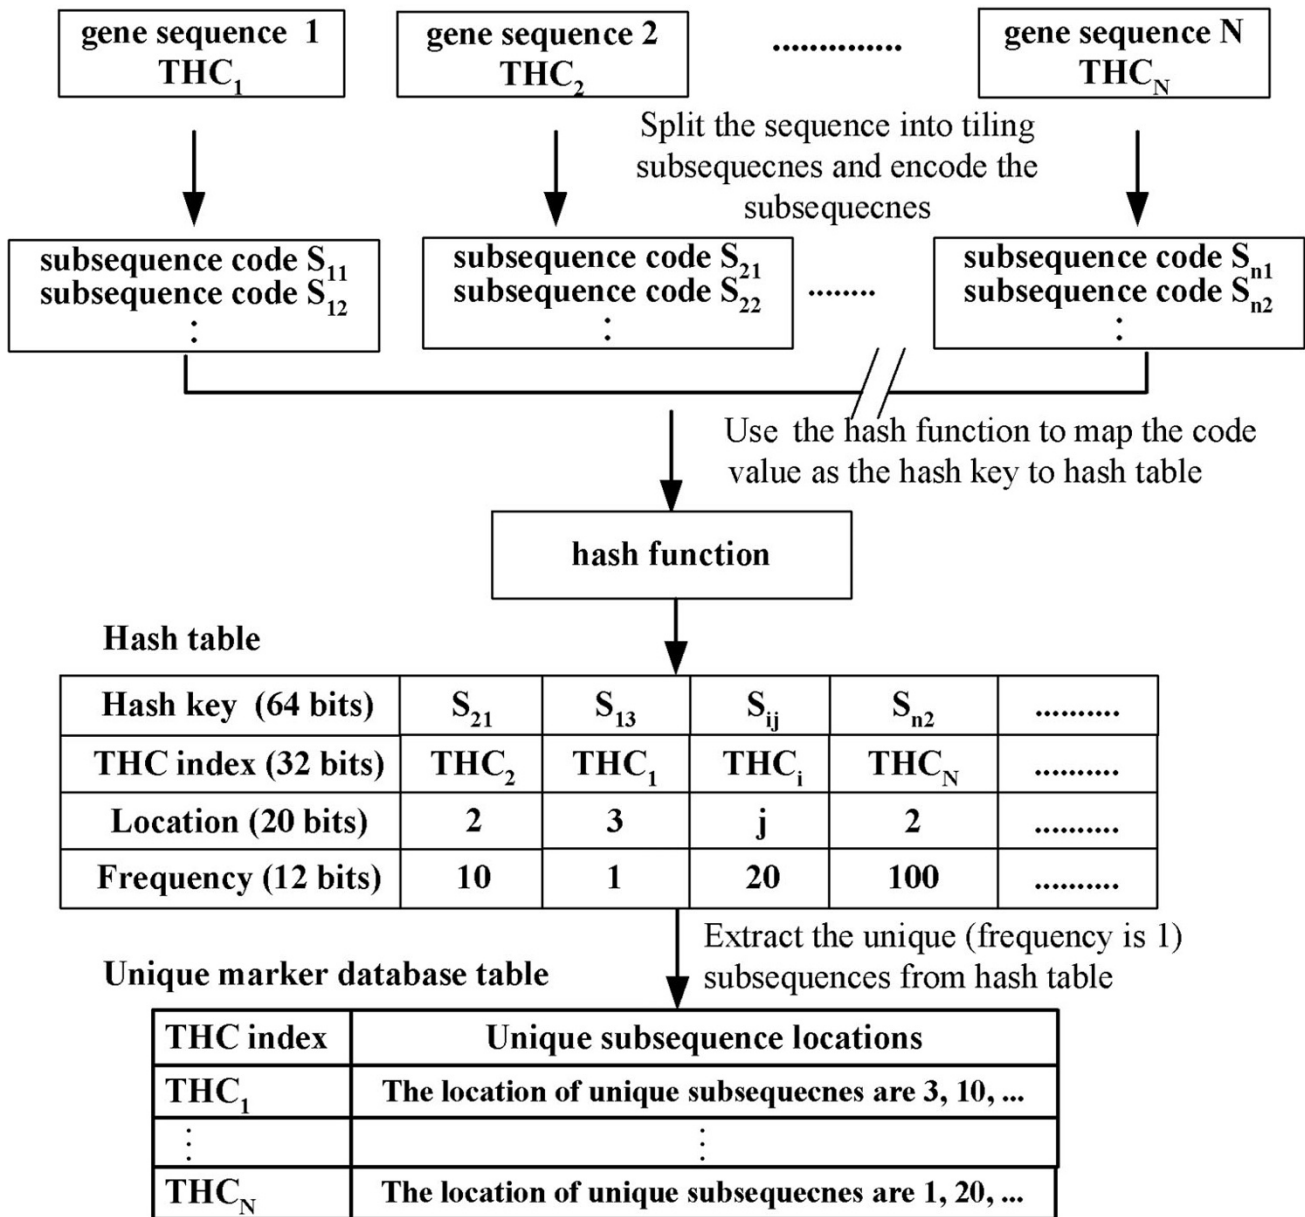 gene sequence 1
THC1
gene sequence 2
THC2
..............
gene sequence N
THCN
Split the sequence into tiling
subsequecnes and encode the
subsequecnes
subsequence code S11
subsequence code S12
⋮
subsequence code S21
subsequence code S22
⋮
........
subsequence code Sn1
subsequence code Sn2
⋮
Use the hash function to map the code
value as the hash key to hash table
hash function
Hash table
Hash key (64 bits) S21 S13 Sij Sn2 ..........
THC index (32 bits) THC2 THC1 THCi THCN ..........
Location (20 bits) 2 3 j 2 ..........
Frequency (12 bits) 10 1 20 100 ..........
Extract the unique (frequency is 1)
subsequences from hash table
Unique marker database table
THC index Unique subsequence locations
THC1 The location of unique subsequecnes are 3, 10, ...
⋮ ⋮
THCN The location of unique subsequecnes are 1, 20, ...